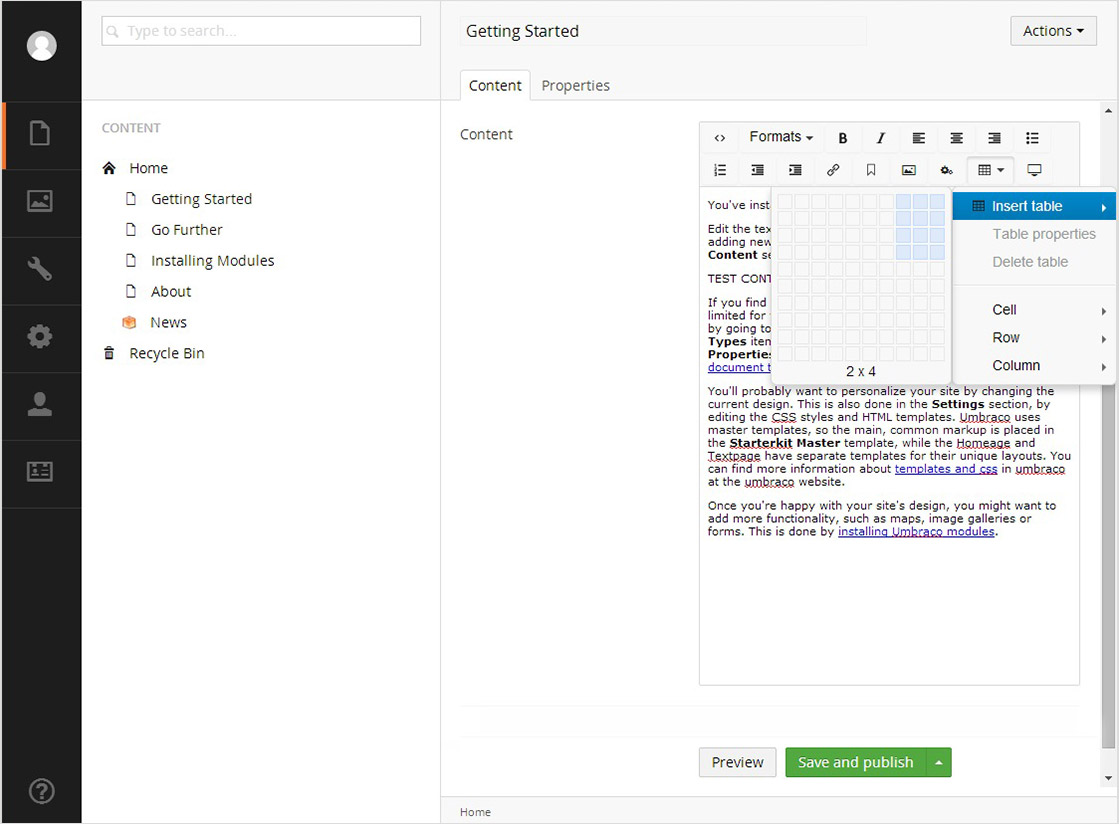 Type to search...
Getting Started
Actions
Content
Properties
CONTENT
Home
Getting Started
Go Further
Installing Modules
About
News
Recycle Bin
Content
Formats
B
I
You've inst
Edit the tex
adding new
Content se
TEST CONT
If you find
limited for
by going to
Types item
Properties
document t
Insert table
Table properties
Delete table
Cell
Row
Column
2 x 4
You'll probably want to personalize your site by changing the
current design. This is also done in the Settings section, by
editing the CSS styles and HTML templates. Umbraco uses
master templates, so the main, common markup is placed in
the Starterkit Master template, while the Homeage and
Textpage have separate templates for their unique layouts. You
can find more information about templates and css in umbraco
at the umbraco website.
Once you're happy with your site's design, you might want to
add more functionality, such as maps, image galleries or
forms. This is done by installing Umbraco modules.
Preview
Save and publish
Home